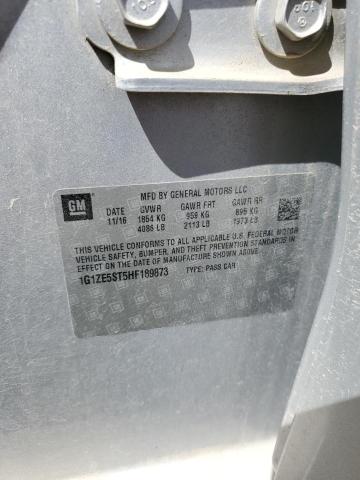 GM
MFD BY GENERAL MOTORS LLC
DATE GVWR GAWR FRT GAWR RR
11/16 1854 KG 959 KG 895 KG
4086 LB 2113 LB 1973 LB
THIS VEHICLE CONFORMS TO ALL APPLICABLE U.S. FEDERAL MOTOR
VEHICLE SAFETY, BUMPER, AND THEFT PREVENTION STANDARDS IN
EFFECT ON THE DATE OF MANUFACTURE SHOWN ABOVE.
1G1ZE5ST5HF189873 TYPE: PASS CAR